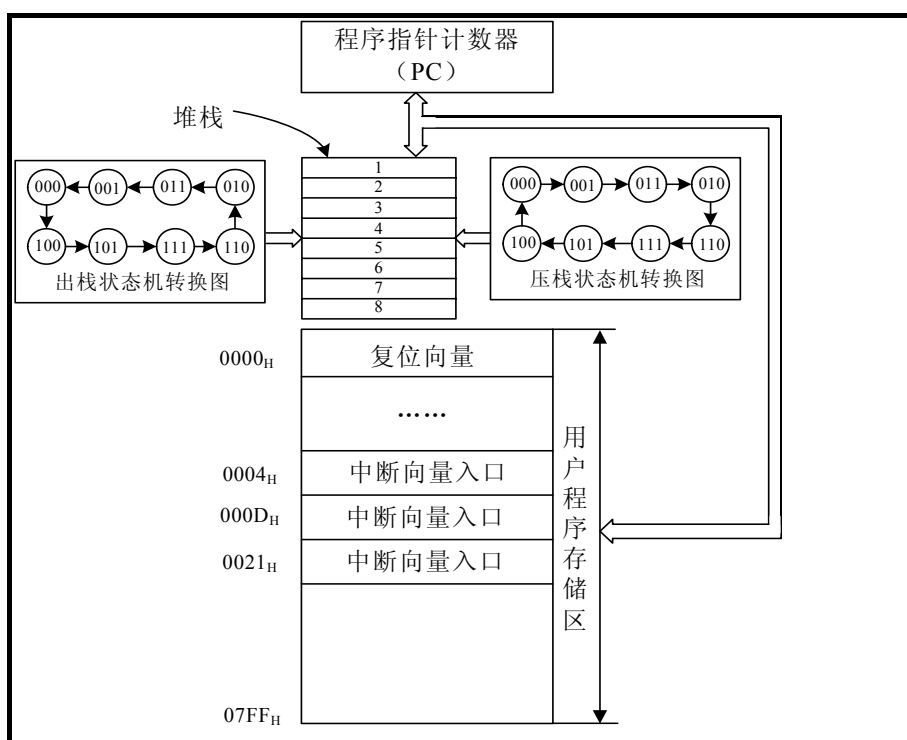 程序指针计数器
（PC）
堆栈
000 001 011 010
100 101 111 110
出栈状态机转换图
1
2
3
4
5
6
7
8
000 001 011 010
100 101 111 110
压栈状态机转换图
0000H 复位向量
……
0004H 中断向量入口
000DH 中断向量入口
0021H 中断向量入口
07FFH
用户程序存储区